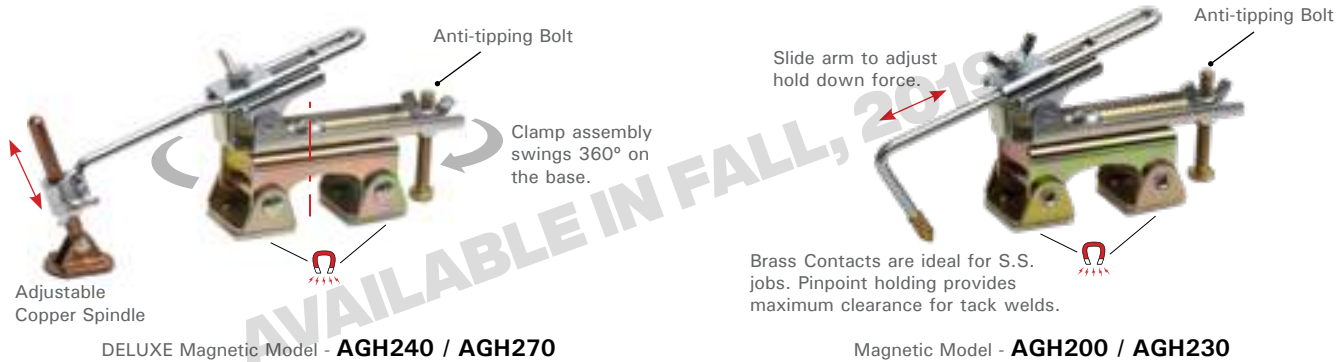 Anti-tipping Bolt
Clamp assembly
swings 360º on
the base.
Adjustable
Copper Spindle
DELUXE Magnetic Model - AGH240 / AGH270
Anti-tipping Bolt
Slide arm to adjust
hold down force.
Brass Contacts are ideal for S.S.
jobs. Pinpoint holding provides
maximum clearance for tack welds.
Magnetic Model - AGH200 / AGH230
AVAILABLE IN FALL, 2019